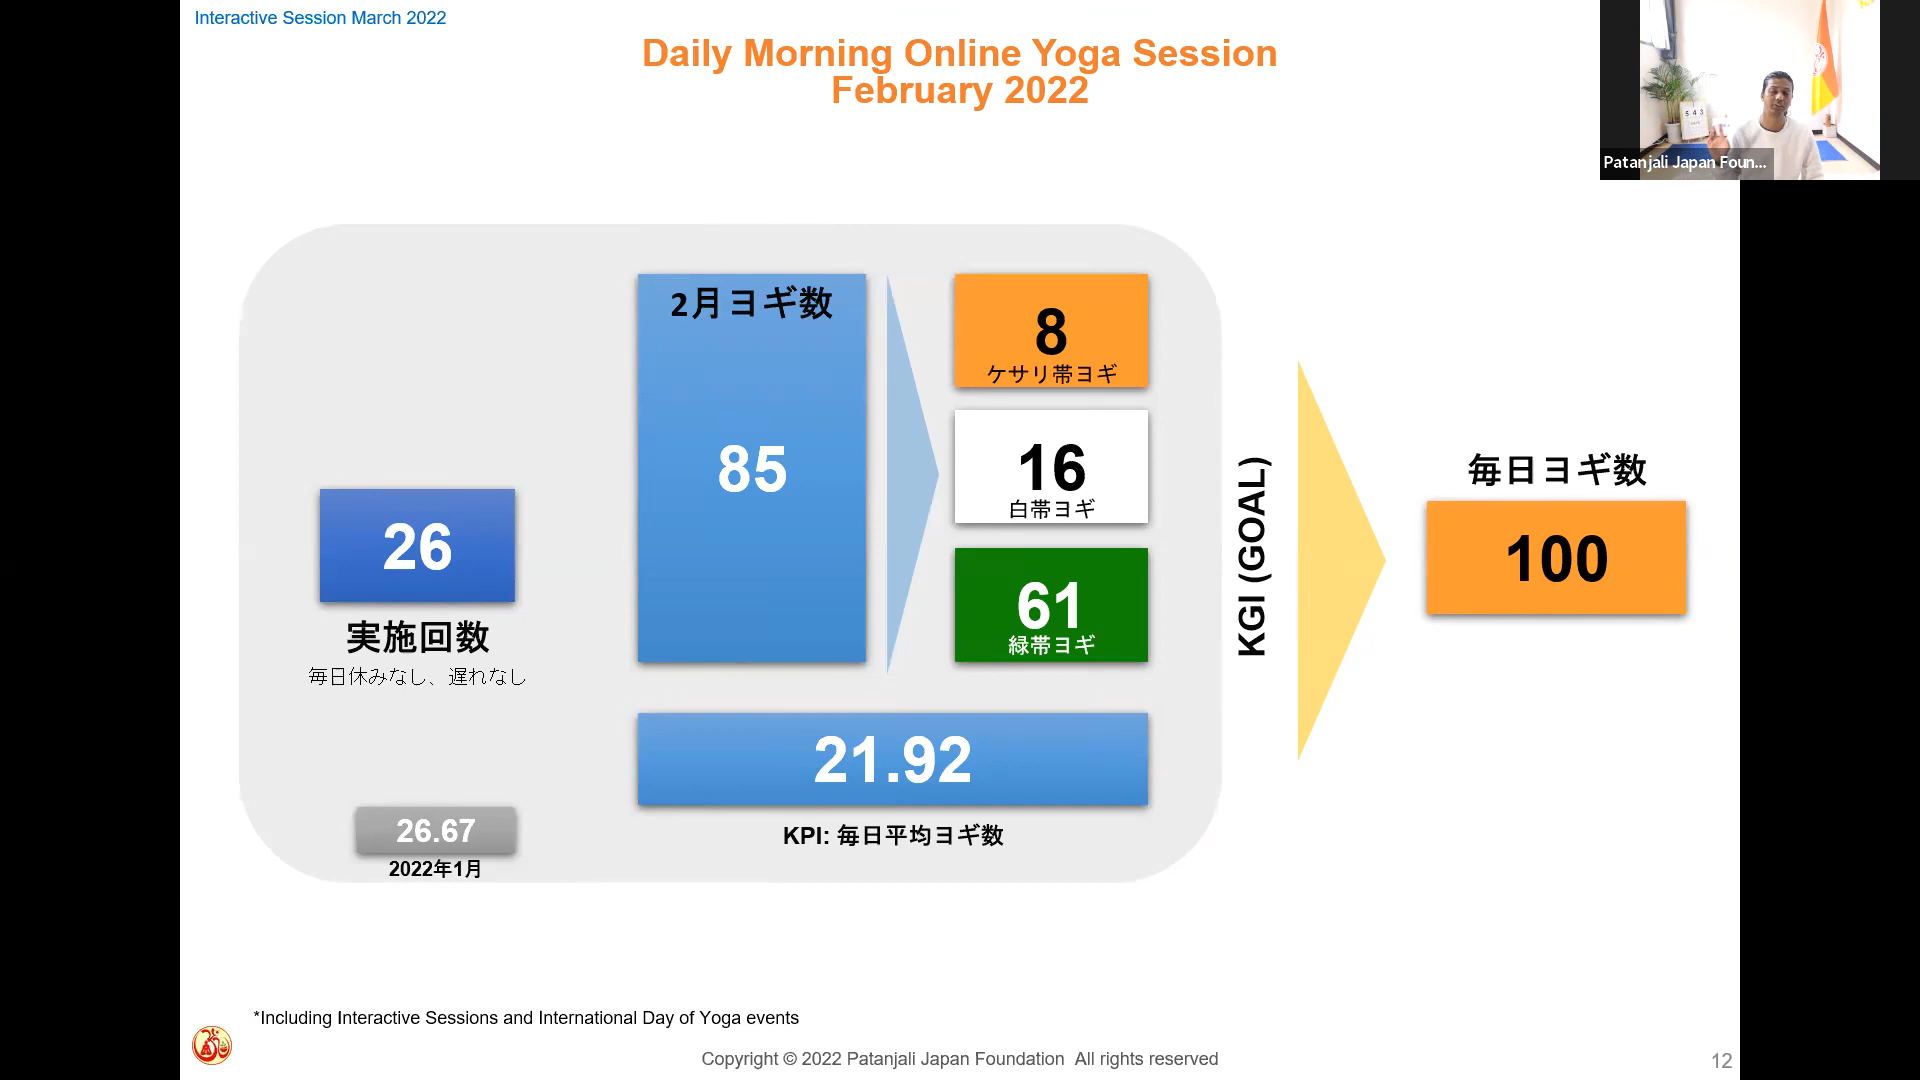 Interactive Session March 2022
Daily Morning Online Yoga Session
February 2022
Patanjali Japan Foun...
5 4 3
2月ヨギ数
85
8
ケサリ帯ヨギ
16
白帯ヨギ
61
緑帯ヨギ
26
実施回数
毎日休みなし、遅れなし
21.92
KPI: 毎日平均ヨギ数
26.67
2022年1月
KGI (GOAL)
毎日ヨギ数
100
*Including Interactive Sessions and International Day of Yoga events
Copyright © 2022 Patanjali Japan Foundation All rights reserved
12